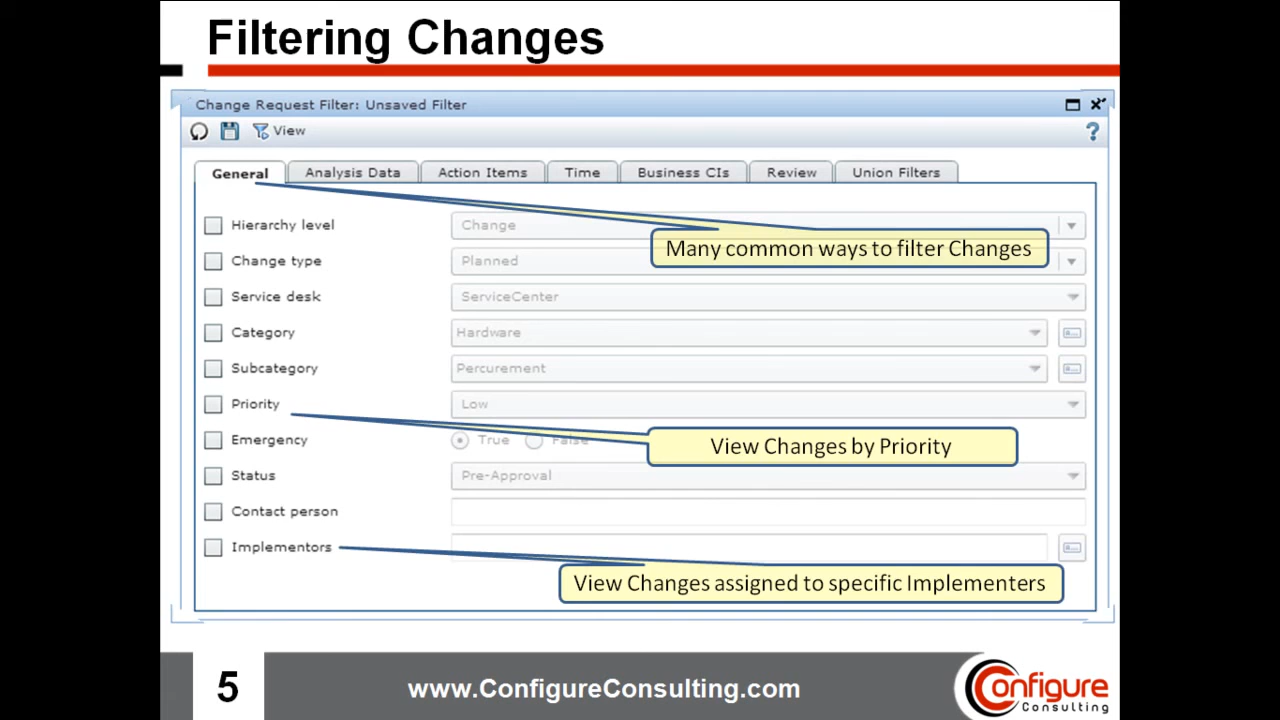 Filtering Changes
Change Request Filter: Unsaved Filter
View
?
General Analysis Data Action Items Time Business CIs Review Union Filters
Hierarchy level Change
Many common ways to filter Changes
Change type Planned
Service desk ServiceCenter
Category Hardware
Subcategory Percurement
Priority Low
Emergency True False
View Changes by Priority
Status Pre-Approval
Contact person
Implementors
View Changes assigned to specific Implementers
5 www.ConfigureConsulting.com
Configure
Consulting